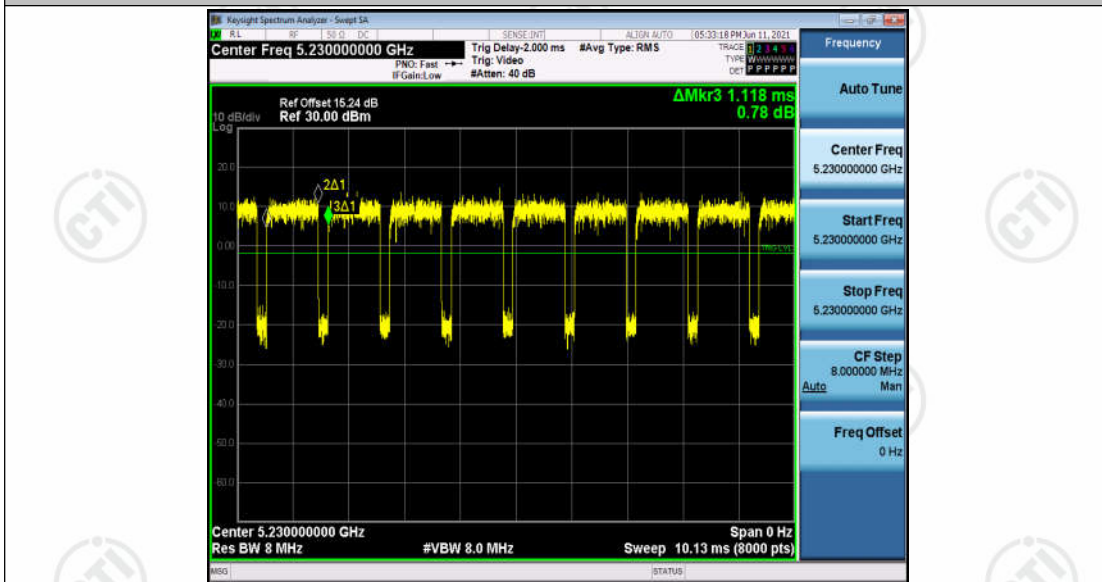 Keysight Spectrum Analyzer - Swept SA
RL RF 50 Ω DC SENSE:INT ALIGN AUTO 05:33:18 PM Jun 11, 2021
Center Freq 5.230000000 GHz
PNO: Fast
IFGain:Low
Trig Delay-2.000 ms
Trig: Video
#Atten: 40 dB
#Avg Type: RMS
TRACE 1 2 3 4 5 6
TYPE WWWWWW
DET P P P P P P
ΔMkr3 1.118 ms
0.78 dB
Ref Offset 15.24 dB
10 dB/div Ref 30.00 dBm
Log
20.0
10.0
0.00
-10.0
-20.0
-30.0
-40.0
-50.0
-60.0
2Δ1
3Δ1
TRIG LVL
Center 5.230000000 GHz
Span 0 Hz
Res BW 8 MHz
#VBW 8.0 MHz
Sweep 10.13 ms (8000 pts)
MSG
STATUS
Frequency
Auto Tune
Center Freq
5.230000000 GHz
Start Freq
5.230000000 GHz
Stop Freq
5.230000000 GHz
CF Step
8.000000 MHz
Auto Man
Freq Offset
0 Hz
CTI
CTI
CTI
CTI